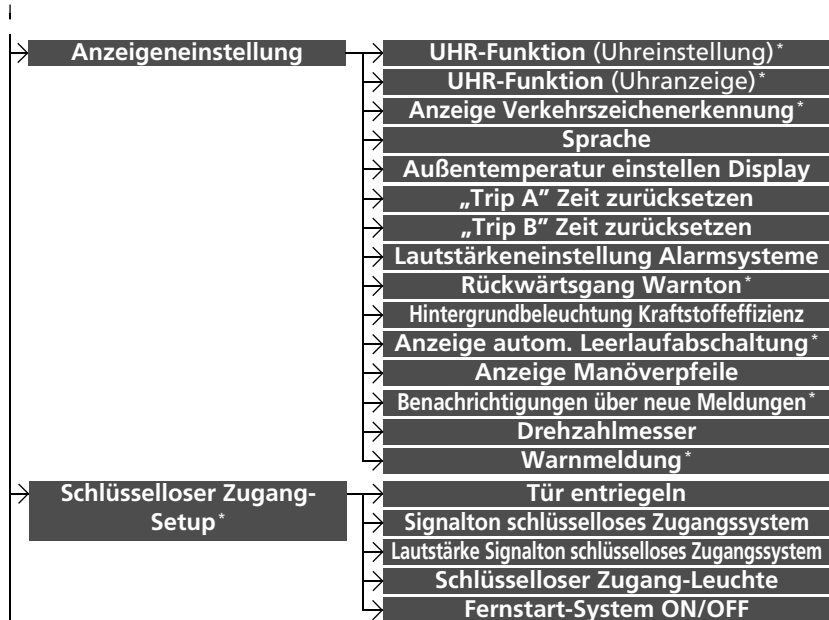 Anzeigeneinstellung
UHR-Funktion (Uhreinstellung)*
UHR-Funktion (Uhranzeige)*
Anzeige Verkehrszeichenerkennung*
Sprache
Außentemperatur einstellen Display
„Trip A” Zeit zurücksetzen
„Trip B” Zeit zurücksetzen
Lautstärkeneinstellung Alarmsysteme
Rückwärtsgang Warnton*
Hintergrundbeleuchtung Kraftstoffeffizienz
Anzeige autom. Leerlaufabschaltung*
Anzeige Manöverpfeile
Benachrichtigungen über neue Meldungen*
Drehzahlmesser
Warnmeldung*
Schlüsselloser Zugang-
Setup*
Tür entriegeln
Signalton schlüsselloses Zugangssystem
Lautstärke Signalton schlüsselloses Zugangssystem
Schlüsselloser Zugang-Leuchte
Fernstart-System ON/OFF